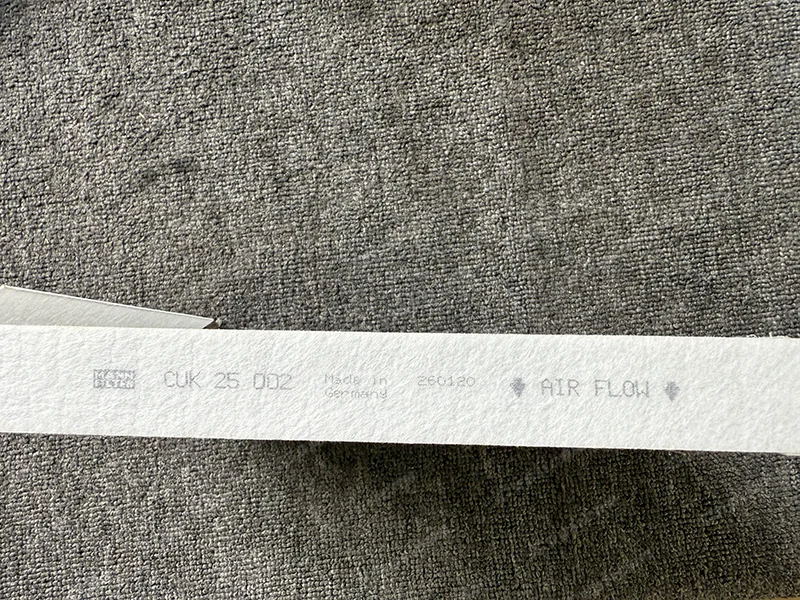 MANN
FILTER
CUK 25 002
Made in
Germany
260120
AIR FLOW